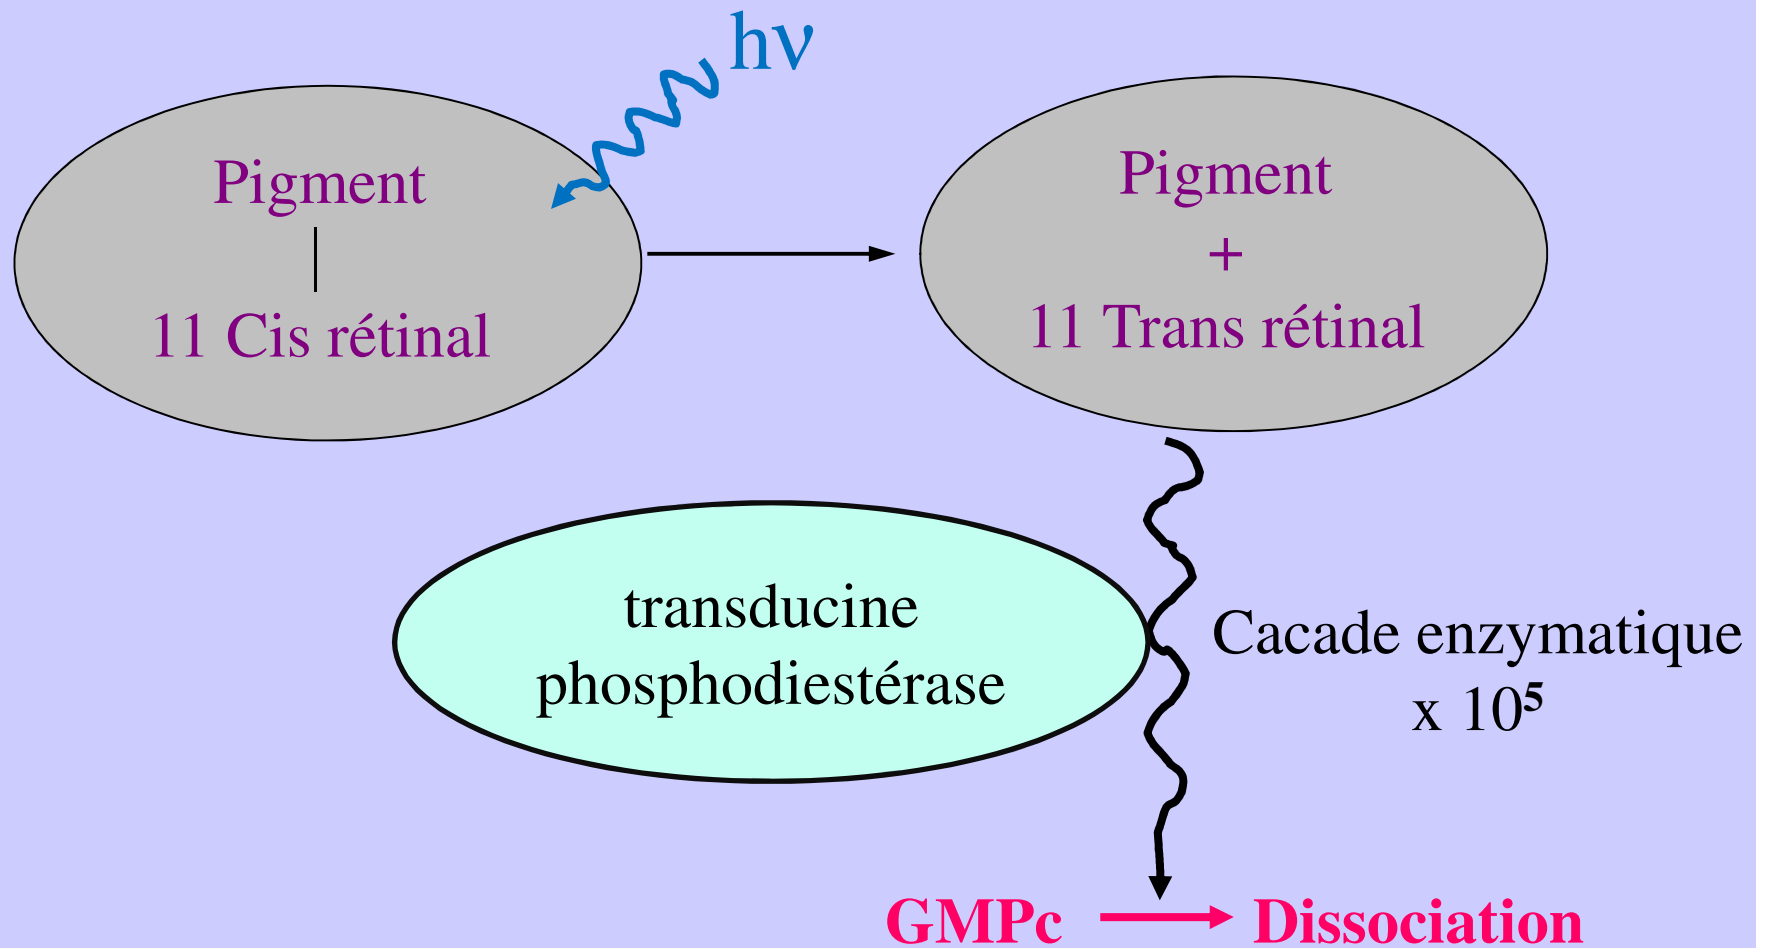 hν
Pigment
11 Cis rétinal
Pigment
+
11 Trans rétinal
transducine
phosphodiestérase
Cacade enzymatique
x 10⁵
GMPc
Dissociation